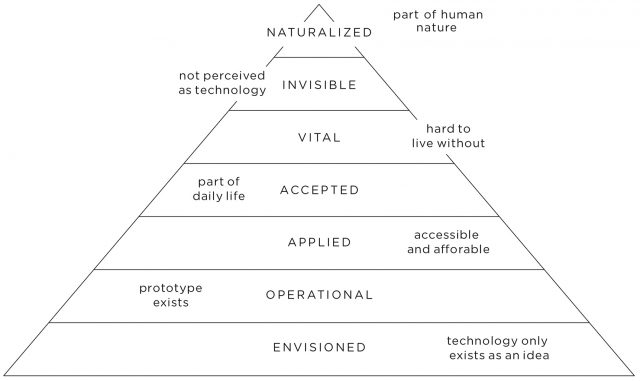 part of human
nature
NATURALIZED
not perceived
as technology
INVISIBLE
VITAL
hard to
live without
part of
daily life
ACCEPTED
APPLIED
accessible
and afforable
prototype
exists
OPERATIONAL
ENVISIONED
technology only
exists as an idea